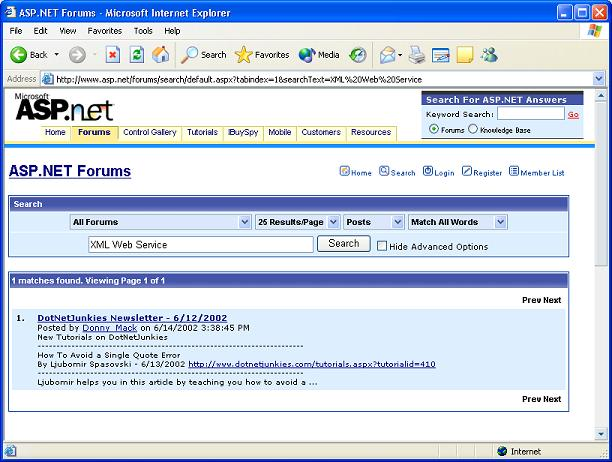 ASP.NET Forums - Microsoft Internet Explorer
File Edit View Favorites Tools Help
Back Search Favorites Media
Address http://www.asp.net/forums/search/default.aspx?tabindex=1&searchText=XML%20Web%20Service
Microsoft
ASP.net
Search For ASP.NET Answers
Keyword Search: Go
Forums Knowledge Base
Home Forums Control Gallery Tutorials IBuySpy Mobile Customers Resources
ASP.NET Forums
Home Search Login Register Member List
Search
All Forums 25 Results/Page Posts Match All Words
XML Web Service Search Hide Advanced Options
1 matches found. Viewing Page 1 of 1
Prev Next
1. DotNetJunkies Newsletter - 6/12/2002
Posted by Donny_Mack on 6/14/2002 3:38:45 PM
New Tutorials on DotNetJunkies
------------------------------------------------------------------
How To Avoid a Single Quote Error
By Ljubomir Spasovski - 6/13/2002 http://www.dotnetjunkies.com/tutorials.aspx?tutorialid=410
------------------------------------------------------------------
Ljubomir helps you in this article by teaching you how to avoid a ...
Prev Next
Internet